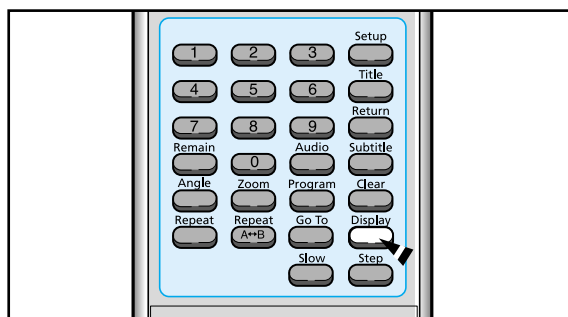 Setup
1 2 3
Title
4 5 6
Return
7 8 9
Remain Audio Subtitle
0
Angle Zoom Program Clear
Repeat Repeat Go To Display
A↔B
Slow Step